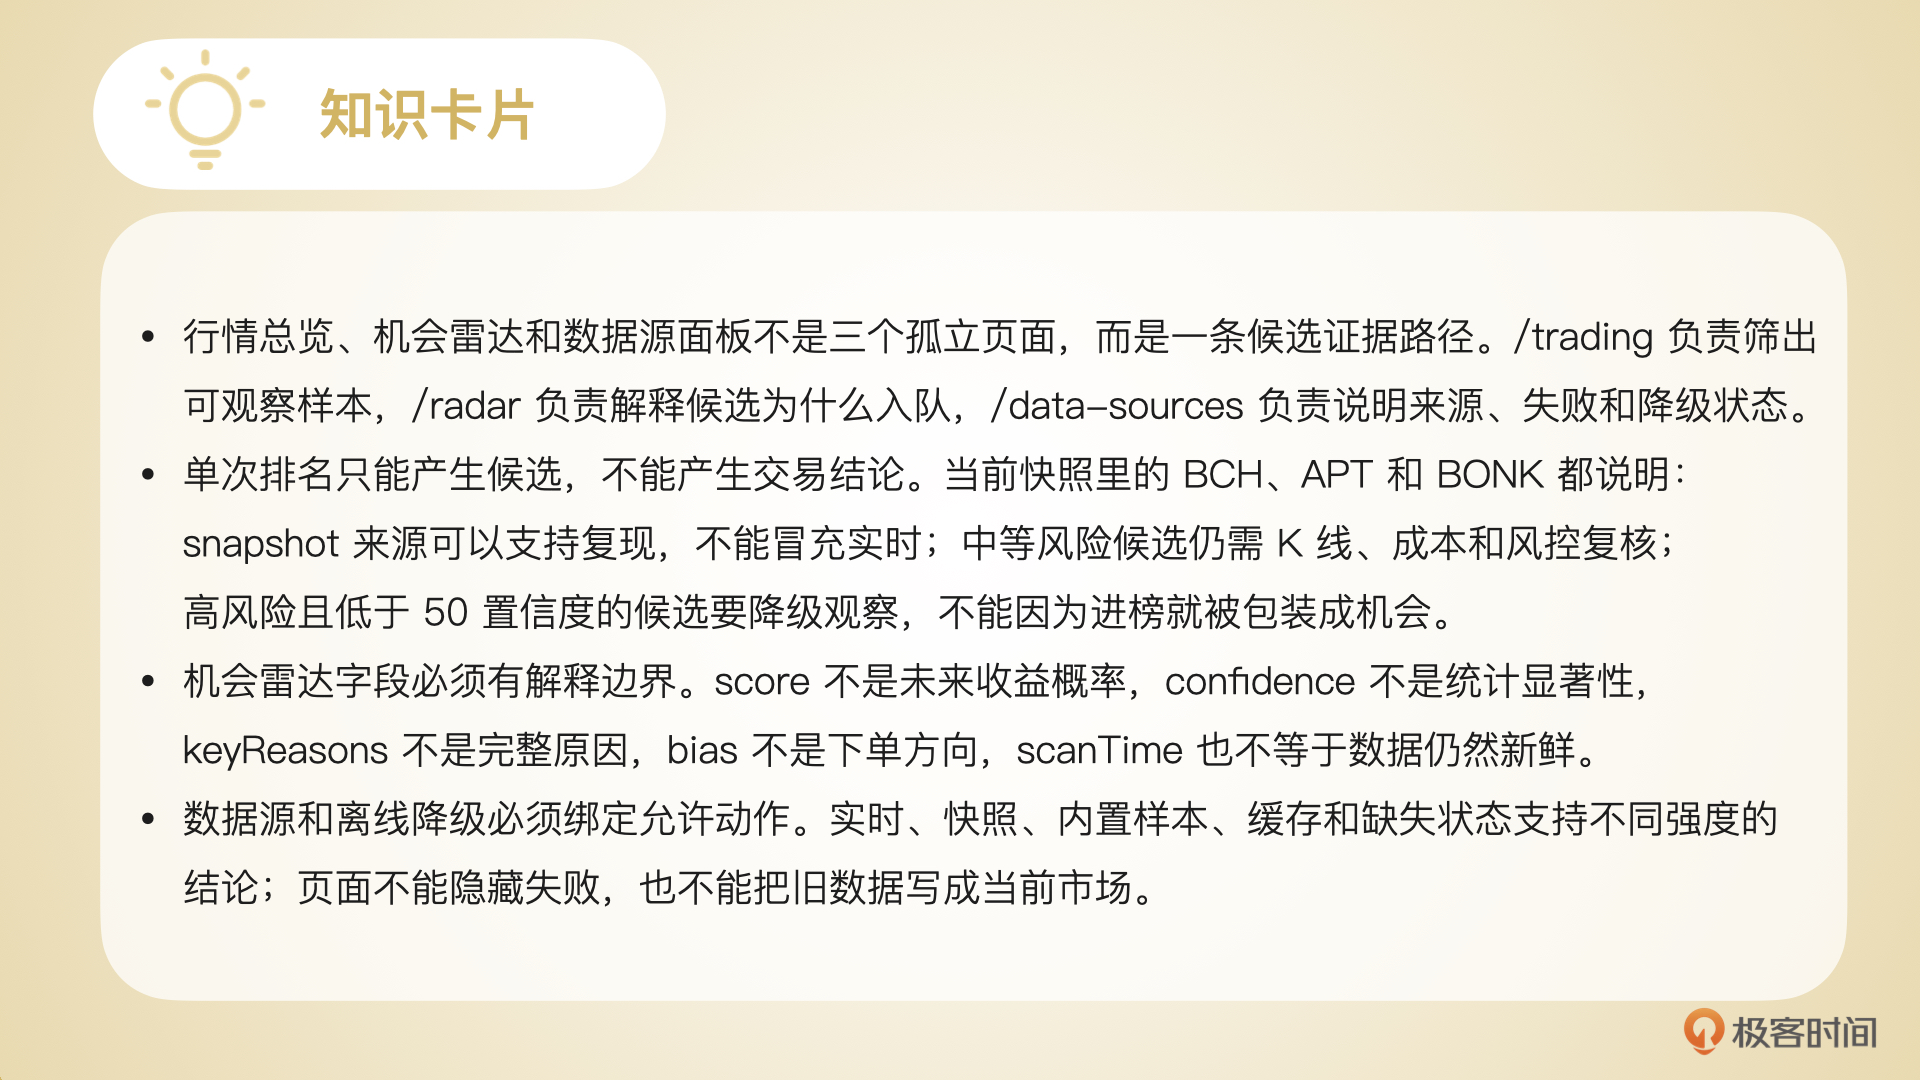 知识卡片
• 行情总览、机会雷达和数据源面板不是三个孤立页面，而是一条候选证据路径。/trading 负责筛出
可观察样本，/radar 负责解释候选为什么入队，/data-sources 负责说明来源、失败和降级状态。
• 单次排名只能产生候选，不能产生交易结论。当前快照里的 BCH、APT 和 BONK 都说明：
snapshot 来源可以支持复现，不能冒充实时；中等风险候选仍需 K 线、成本和风控复核；
高风险且低于 50 置信度的候选要降级观察，不能因为进榜就被包装成机会。
• 机会雷达字段必须有解释边界。score 不是未来收益概率，confidence 不是统计显著性，
keyReasons 不是完整原因，bias 不是下单方向，scanTime 也不等于数据仍然新鲜。
• 数据源和离线降级必须绑定允许动作。实时、快照、内置样本、缓存和缺失状态支持不同强度的
结论；页面不能隐藏失败，也不能把旧数据写成当前市场。
极客时间